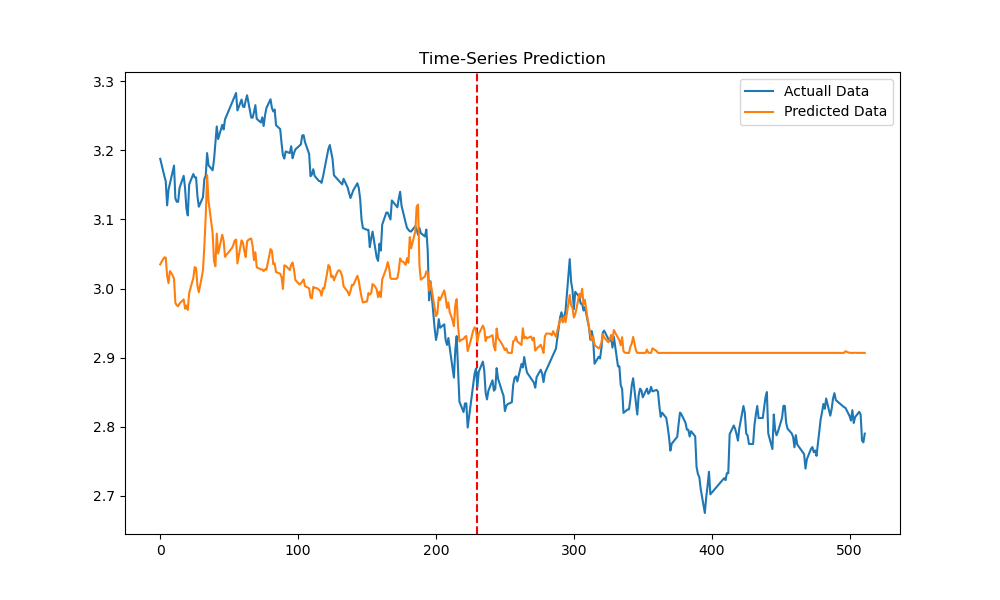 Time-Series Prediction
Actuall Data
Predicted Data
3.3
3.2
3.1
3.0
2.9
2.8
2.7
0 100 200 300 400 500